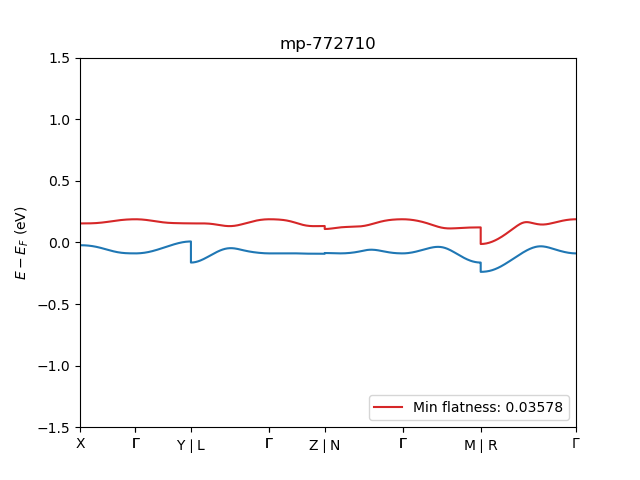 mp-772710
E − E_F (eV)
1.5
1.0
0.5
0.0
−0.5
−1.0
−1.5
X Γ Y | L Γ Z | N Γ M | R Γ
Min flatness: 0.03578